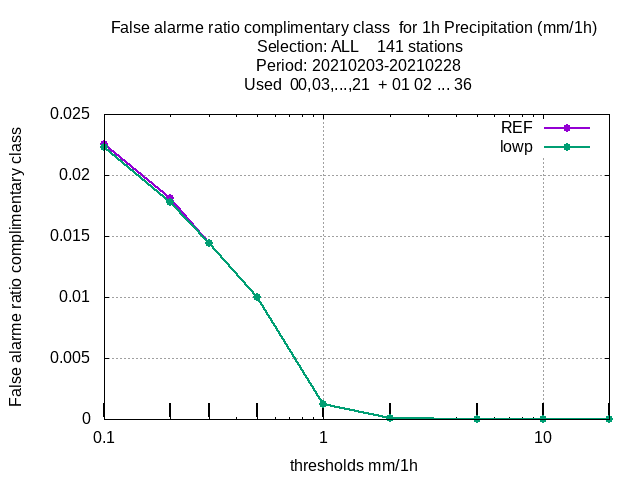 False alarme ratio complimentary class  for 1h Precipitation (mm/1h)
Selection: ALL    141 stations
Period: 20210203-20210228
Used  00,03,...,21  + 01 02 ... 36
REF
lowp
False alarme ratio complimentary class
0.025
0.02
0.015
0.01
0.005
0
0.1
1
10
thresholds mm/1h